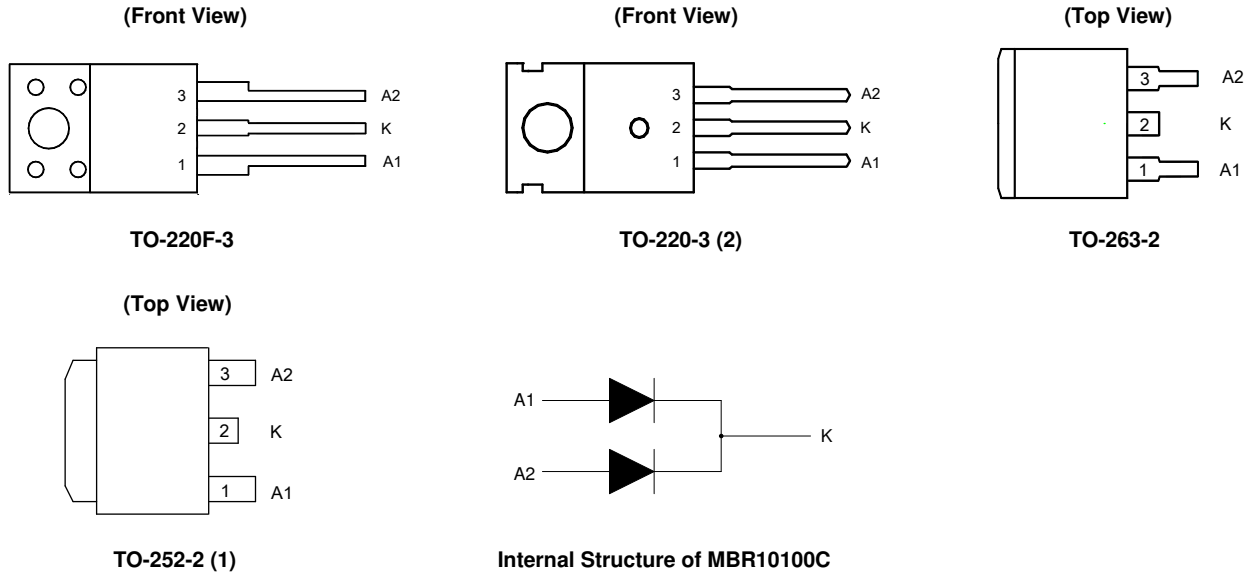 (Front View)
3 A2
2 K
1 A1
TO-220F-3
(Front View)
3 A2
2 K
1 A1
TO-220-3 (2)
(Top View)
3 A2
2 K
1 A1
TO-263-2
(Top View)
3 A2
2 K
1 A1
TO-252-2 (1)
A1
K
A2
Internal Structure of MBR10100C